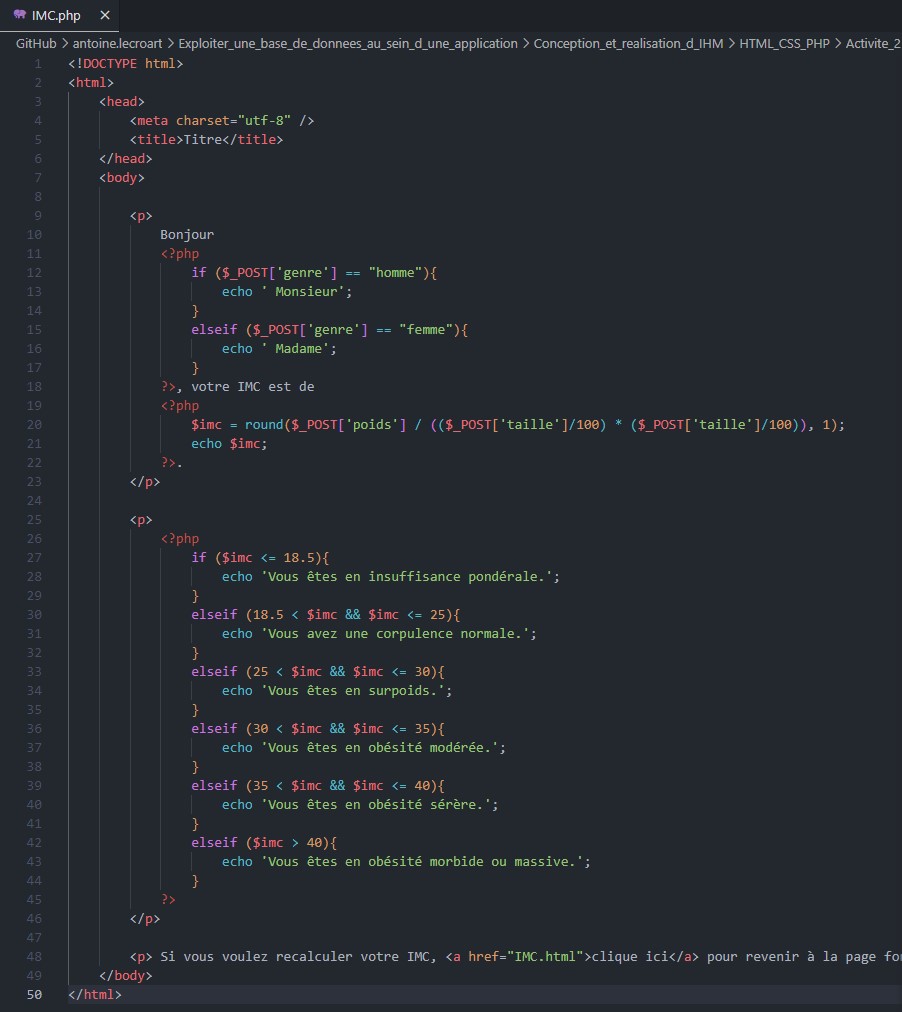 IMC.php ×
GitHub > antoine.lecroart > Exploiter_une_base_de_donnees_au_sein_d_une_application > Conception_et_realisation_d_IHM > HTML_CSS_PHP > Activite_2
1 <!DOCTYPE html>
2 <html>
3     <head>
4         <meta charset="utf-8" />
5         <title>Titre</title>
6     </head>
7     <body>
8
9         <p>
10             Bonjour
11             <?php
12                 if ($_POST['genre'] == "homme"){
13                     echo ' Monsieur';
14                 }
15                 elseif ($_POST['genre'] == "femme"){
16                     echo ' Madame';
17                 }
18             ?>, votre IMC est de
19             <?php
20                 $imc = round($_POST['poids'] / (($_POST['taille']/100) * ($_POST['taille']/100)), 1);
21                 echo $imc;
22             ?>.
23         </p>
24
25         <p>
26             <?php
27                 if ($imc <= 18.5){
28                     echo 'Vous êtes en insuffisance pondérale.';
29                 }
30                 elseif (18.5 < $imc && $imc <= 25){
31                     echo 'Vous avez une corpulence normale.';
32                 }
33                 elseif (25 < $imc && $imc <= 30){
34                     echo 'Vous êtes en surpoids.';
35                 }
36                 elseif (30 < $imc && $imc <= 35){
37                     echo 'Vous êtes en obésité modérée.';
38                 }
39                 elseif (35 < $imc && $imc <= 40){
40                     echo 'Vous êtes en obésité sérère.';
41                 }
42                 elseif ($imc > 40){
43                     echo 'Vous êtes en obésité morbide ou massive.';
44                 }
45             ?>
46         </p>
47
48         <p> Si vous voulez recalculer votre IMC, <a href="IMC.html">clique ici</a> pour revenir à la page fo
49     </body>
50 </html>